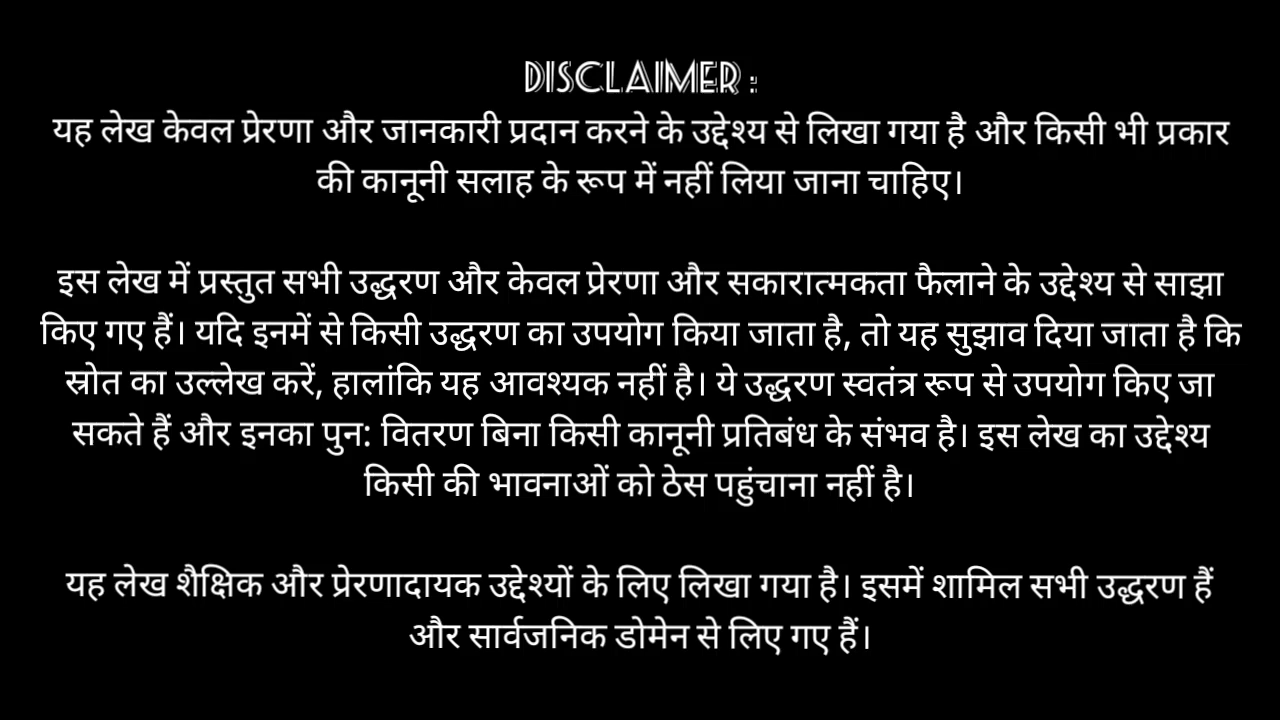 DISCLAIMER :
यह लेख केवल प्रेरणा और जानकारी प्रदान करने के उद्देश्य से लिखा गया है और किसी भी प्रकार
की कानूनी सलाह के रूप में नहीं लिया जाना चाहिए।
इस लेख में प्रस्तुत सभी उद्धरण और केवल प्रेरणा और सकारात्मकता फैलाने के उद्देश्य से साझा
किए गए हैं। यदि इनमें से किसी उद्धरण का उपयोग किया जाता है, तो यह सुझाव दिया जाता है कि
स्रोत का उल्लेख करें, हालांकि यह आवश्यक नहीं है। ये उद्धरण स्वतंत्र रूप से उपयोग किए जा
सकते हैं और इनका पुन: वितरण बिना किसी कानूनी प्रतिबंध के संभव है। इस लेख का उद्देश्य
किसी की भावनाओं को ठेस पहुंचाना नहीं है।
यह लेख शैक्षिक और प्रेरणादायक उद्देश्यों के लिए लिखा गया है। इसमें शामिल सभी उद्धरण हैं
और सार्वजनिक डोमेन से लिए गए हैं।